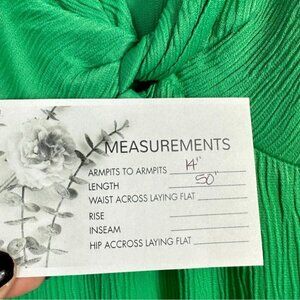 MEASUREMENTS
ARMPITS TO ARMPITS 14"
LENGTH 50"
WAIST ACROSS LAYING FLAT
RISE
INSEAM
HIP ACCROSS LAYING FLAT